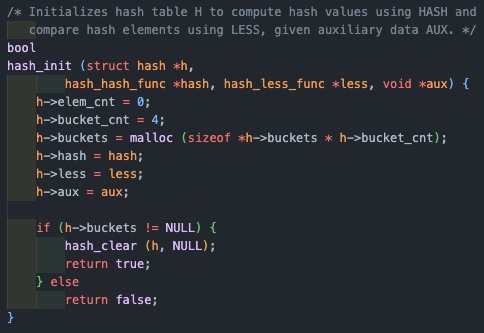 /* Initializes hash table H to compute hash values using HASH and
   compare hash elements using LESS, given auxiliary data AUX. */
bool
hash_init (struct hash *h,
        hash_hash_func *hash, hash_less_func *less, void *aux) {
    h->elem_cnt = 0;
    h->bucket_cnt = 4;
    h->buckets = malloc (sizeof *h->buckets * h->bucket_cnt);
    h->hash = hash;
    h->less = less;
    h->aux = aux;

    if (h->buckets != NULL) {
        hash_clear (h, NULL);
        return true;
    } else
        return false;
}